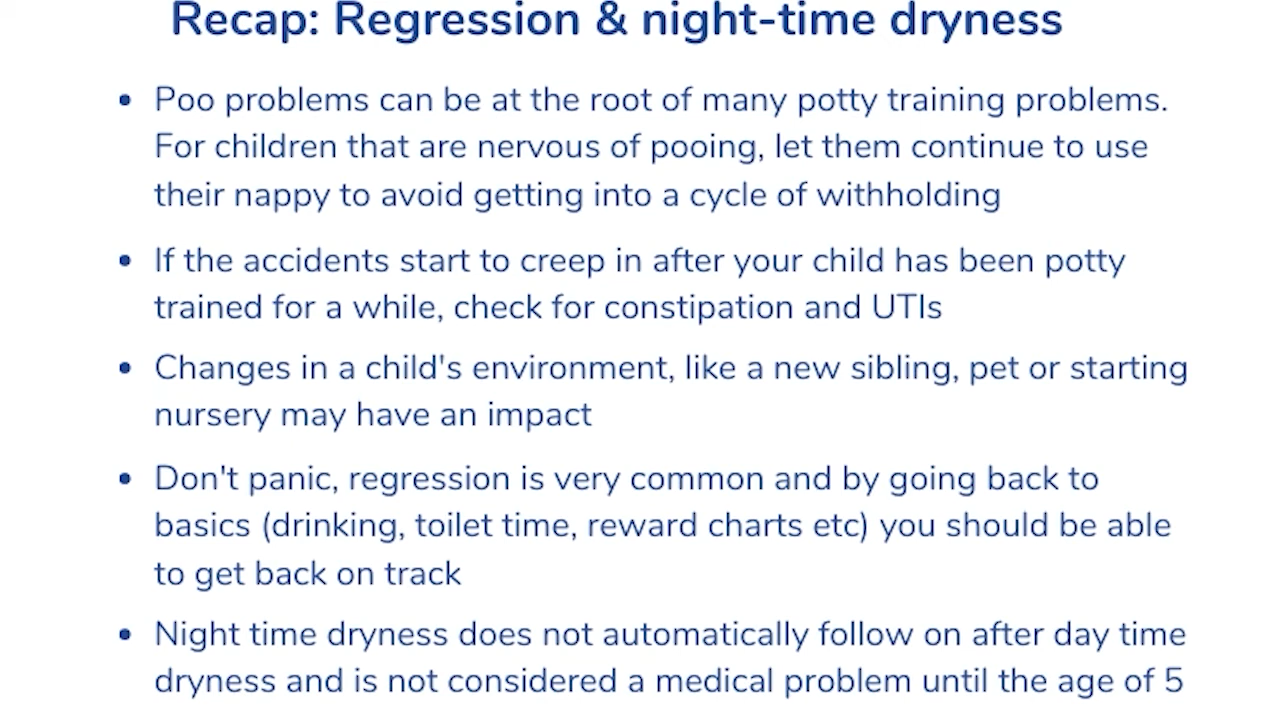 Recap: Regression & night-time dryness
• Poo problems can be at the root of many potty training problems.
For children that are nervous of pooing, let them continue to use
their nappy to avoid getting into a cycle of withholding
• If the accidents start to creep in after your child has been potty
trained for a while, check for constipation and UTIs
• Changes in a child's environment, like a new sibling, pet or starting
nursery may have an impact
• Don't panic, regression is very common and by going back to
basics (drinking, toilet time, reward charts etc) you should be able
to get back on track
• Night time dryness does not automatically follow on after day time
dryness and is not considered a medical problem until the age of 5